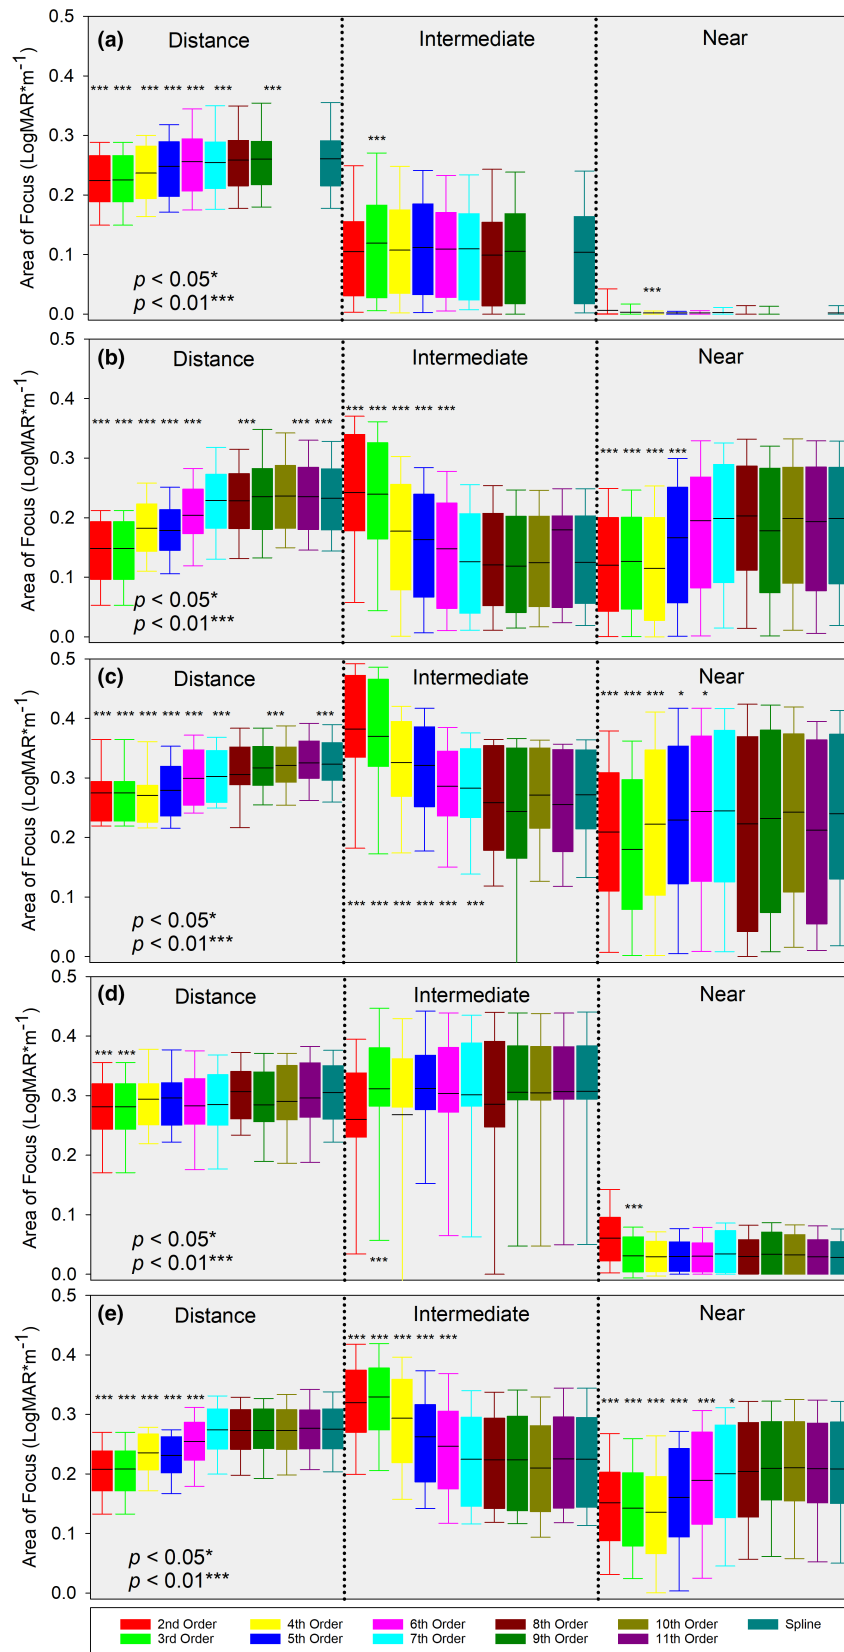 (a) Distance Intermediate Near
Area of Focus (LogMAR*m-1)
0.5
0.4
0.3
0.2
0.1
0.0
*** *** *** *** *** *** ***
***
***
p < 0.05*
p < 0.01***
(b) Distance Intermediate Near
Area of Focus (LogMAR*m-1)
0.5
0.4
0.3
0.2
0.1
0.0
*** *** *** *** *** *** *** ***
*** *** *** *** ***
*** *** *** ***
p < 0.05*
p < 0.01***
(c) Distance Intermediate Near
Area of Focus (LogMAR*m-1)
0.5
0.4
0.3
0.2
0.1
0.0
*** *** *** *** *** *** *** ***
*** *** *** *** *** ***
*** *** *** * *
p < 0.05*
p < 0.01***
(d) Distance Intermediate Near
Area of Focus (LogMAR*m-1)
0.5
0.4
0.3
0.2
0.1
0.0
*** ***
***
***
p < 0.05*
p < 0.01***
(e) Distance Intermediate Near
Area of Focus (LogMAR*m-1)
0.5
0.4
0.3
0.2
0.1
0.0
*** *** *** *** ***
*** *** *** *** ***
*** *** *** *** *** *
p < 0.05*
p < 0.01***
2nd Order 4th Order 6th Order 8th Order 10th Order Spline
3rd Order 5th Order 7th Order 9th Order 11th Order